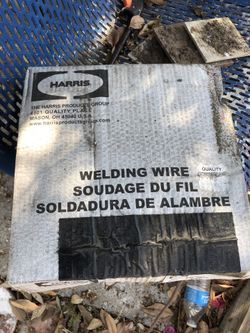 HARRIS
THE HARRIS PRODUCTS GROUP
4501 QUALITY PLACE
MASON, OH 45040 U.S.A.
www.harrisproductsgroup.com
QUALITY
WELDING WIRE
SOUDAGE DU FIL
SOLDADURA DE ALAMBRE